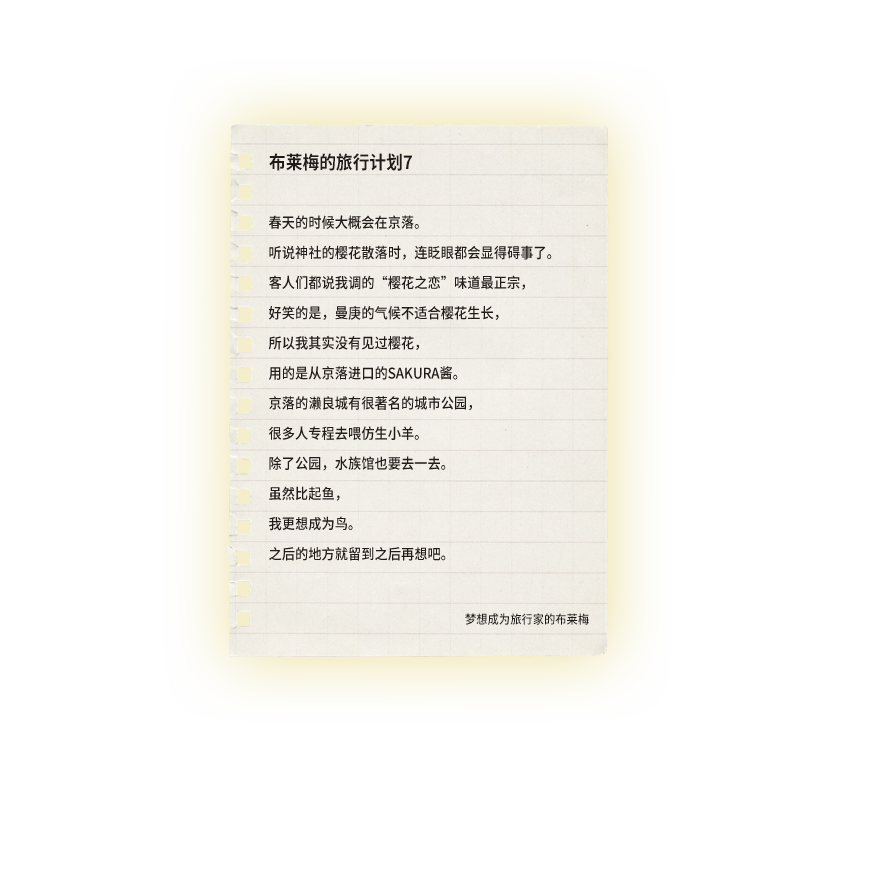 布莱梅的旅行计划7
春天的时候大概会在京落。
听说神社的樱花散落时，连眨眼都会显得碍事了。
客人们都说我调的“樱花之恋”味道最正宗，
好笑的是，曼庚的气候不适合樱花生长，
所以我其实没有见过樱花，
用的是从京落进口的SAKURA酱。
京落的濑良城有很著名的城市公园，
很多人专程去喂仿生小羊。
除了公园，水族馆也要去一去。
虽然比起鱼，
我更想成为鸟。
之后的地方就留到之后再想吧。
梦想成为旅行家的布莱梅